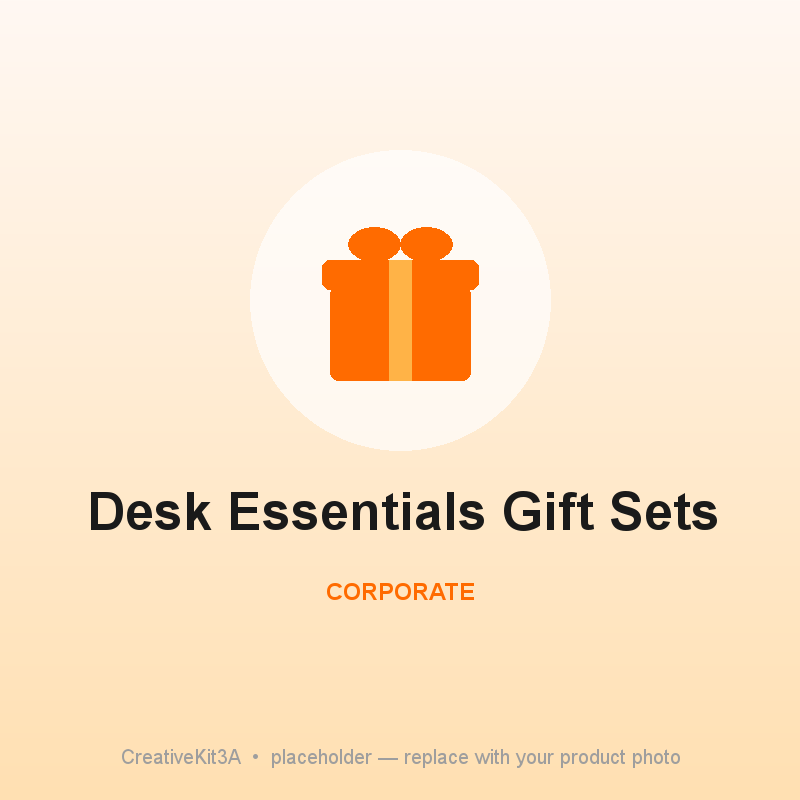 Desk Essentials Gift Sets
CORPORATE
CreativeKit3A • placeholder — replace with your product photo